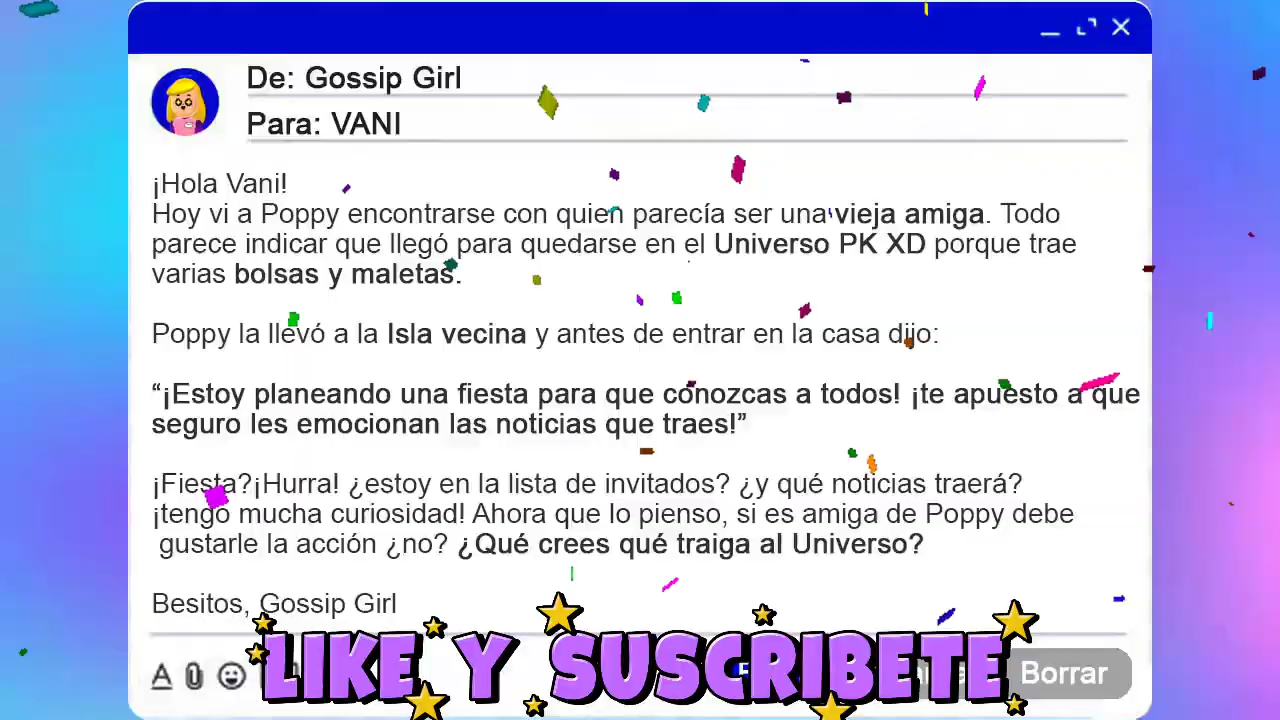 De: Gossip Girl
Para: VANI
¡Hola Vani!
Hoy vi a Poppy encontrarse con quien parecía ser una vieja amiga. Todo
parece indicar que llegó para quedarse en el Universo PK XD porque trae
varias bolsas y maletas.
Poppy la llevó a la Isla vecina y antes de entrar en la casa dijo:
“¡Estoy planeando una fiesta para que conozcas a todos! ¡te apuesto a que
seguro les emocionan las noticias que traes!”
¡Fiesta?¡Hurra! ¿estoy en la lista de invitados? ¿y qué noticias traerá?
¡tengo mucha curiosidad! Ahora que lo pienso, si es amiga de Poppy debe
gustarle la acción ¿no? ¿Qué crees qué traiga al Universo?
Besitos, Gossip Girl
LIKE Y SUSCRIBETE
Borrar